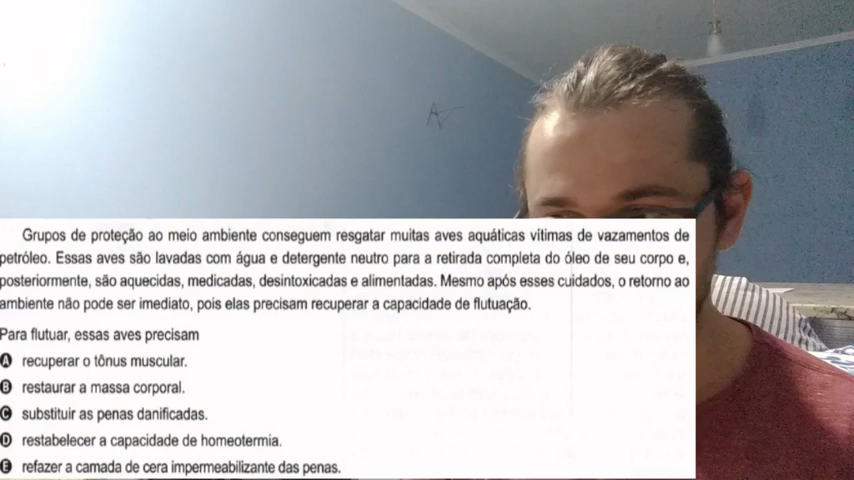 Grupos de proteção ao meio ambiente conseguem resgatar muitas aves aquáticas vítimas de vazamentos de
petróleo. Essas aves são lavadas com água e detergente neutro para a retirada completa do óleo de seu corpo e,
posteriormente, são aquecidas, medicadas, desintoxicadas e alimentadas. Mesmo após esses cuidados, o retorno ao
ambiente não pode ser imediato, pois elas precisam recuperar a capacidade de flutuação.
Para flutuar, essas aves precisam
A recuperar o tônus muscular.
B restaurar a massa corporal.
C substituir as penas danificadas.
D restabelecer a capacidade de homeotermia.
E refazer a camada de cera impermeabilizante das penas.